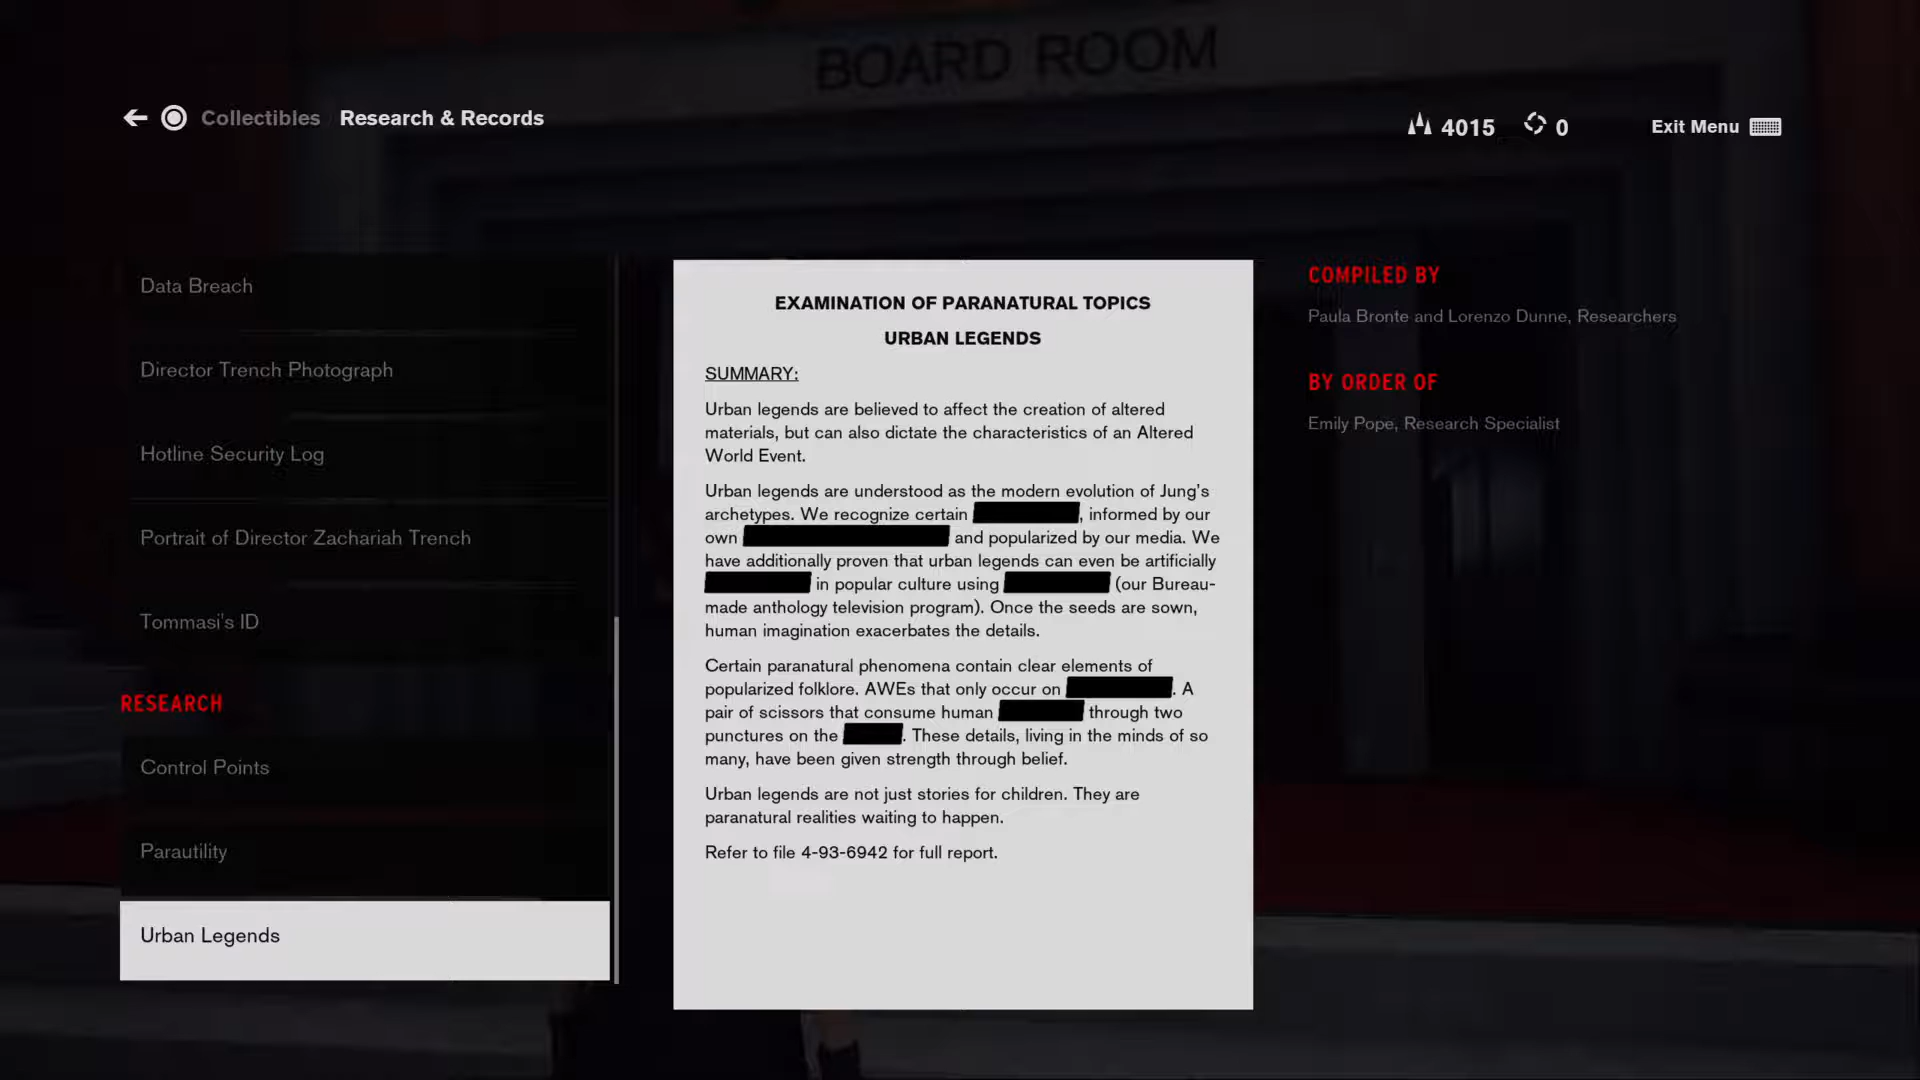 BOARD ROOM
Collectibles Research & Records
4015 0 Exit Menu
Data Breach
Director Trench Photograph
Hotline Security Log
Portrait of Director Zachariah Trench
Tommasi's ID
RESEARCH
Control Points
Parautility
Urban Legends
EXAMINATION OF PARANATURAL TOPICS
URBAN LEGENDS
SUMMARY:
Urban legends are believed to affect the creation of altered
materials, but can also dictate the characteristics of an Altered
World Event.
Urban legends are understood as the modern evolution of Jung's
archetypes. We recognize certain , informed by our
own and popularized by our media. We
have additionally proven that urban legends can even be artificially
in popular culture using (our Bureau-
made anthology television program). Once the seeds are sown,
human imagination exacerbates the details.
Certain paranatural phenomena contain clear elements of
popularized folklore. AWEs that only occur on . A
pair of scissors that consume human through two
punctures on the . These details, living in the minds of so
many, have been given strength through belief.
Urban legends are not just stories for children. They are
paranatural realities waiting to happen.
Refer to file 4-93-6942 for full report.
COMPILED BY
Paula Bronte and Lorenzo Dunne, Researchers
BY ORDER OF
Emily Pope, Research Specialist